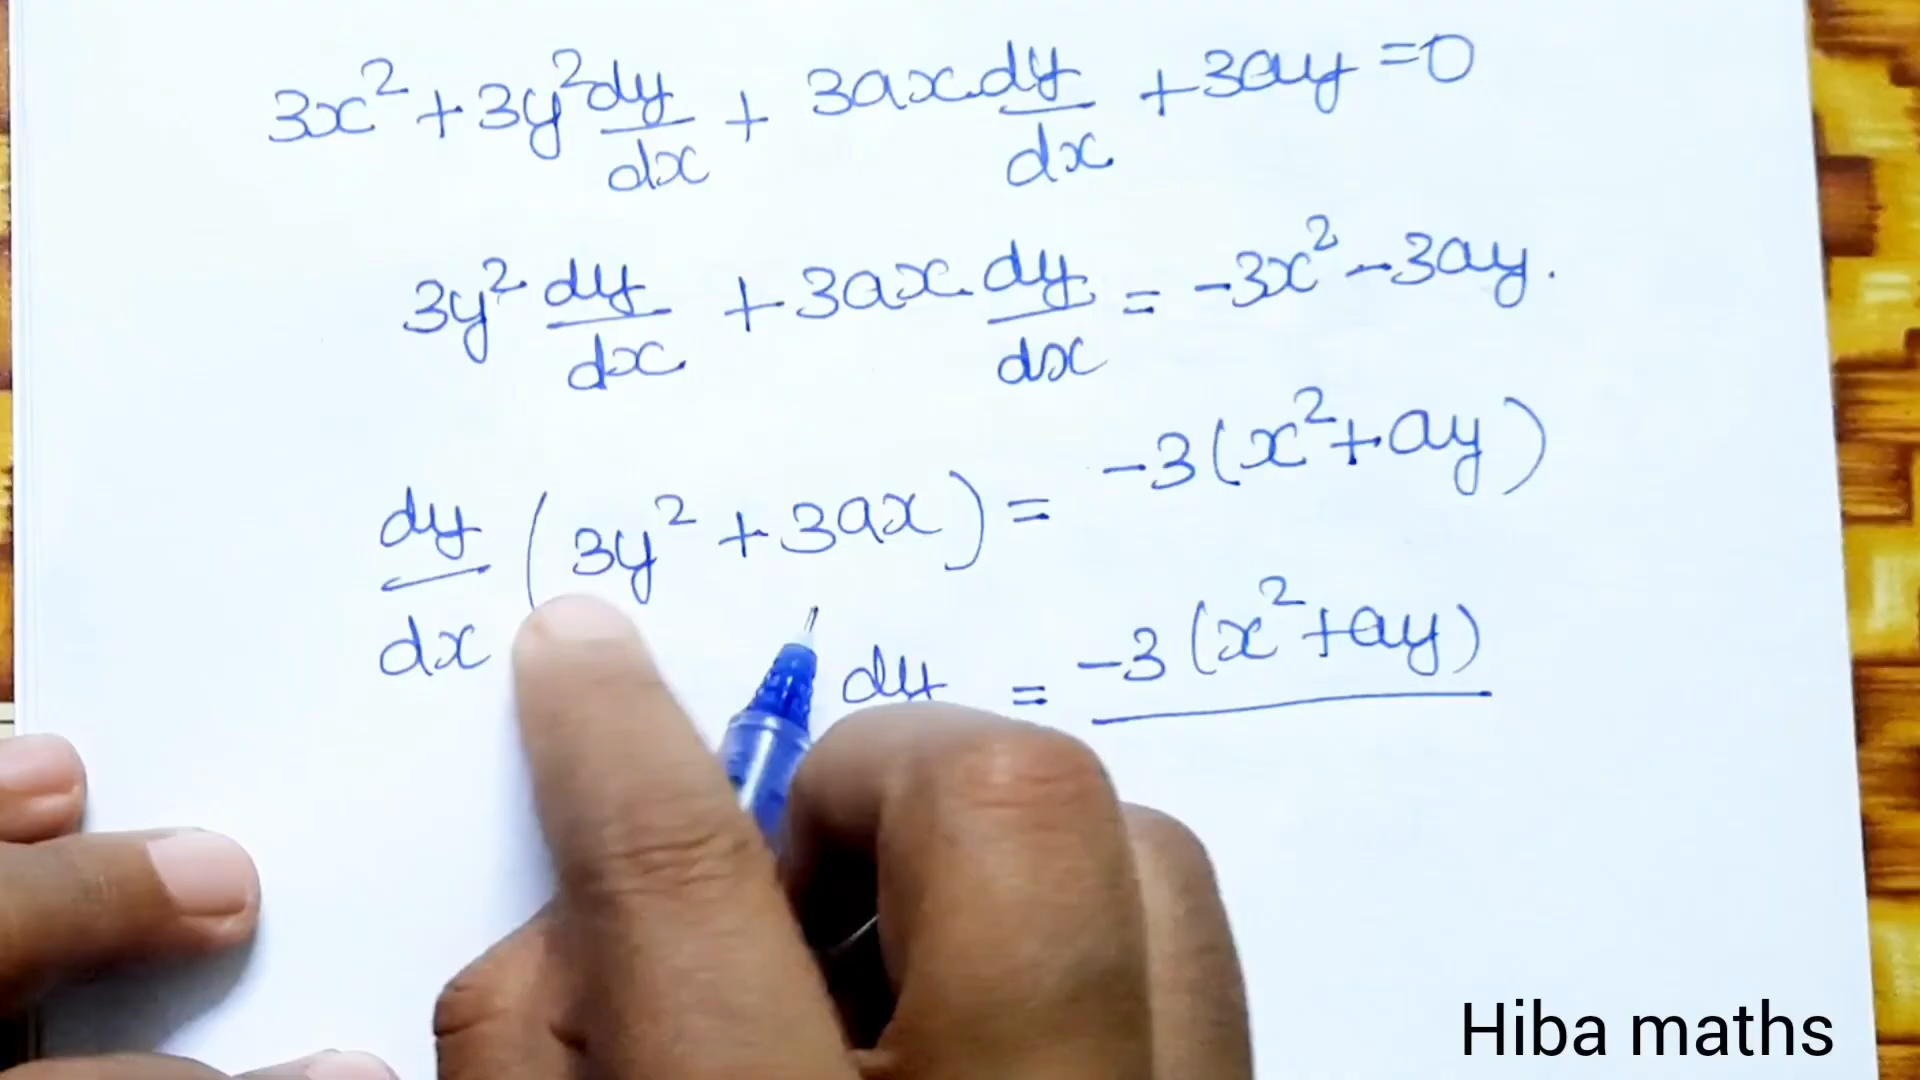 3x² + 3y² dy/dx + 3ax dy/dx + 3ay = 0
3y² dy/dx + 3ax dy/dx = -3x² - 3ay.
dy/dx (3y² + 3ax) = -3(x² + ay)
dy = -3(x² + ay)
Hiba maths